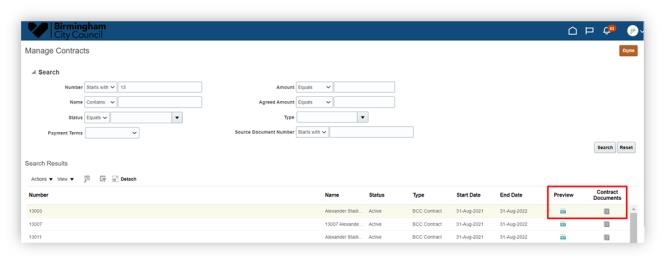 Birmingham
City Council
Manage Contracts
Done
Search
Number Starts with 13 Amount Equals
Name Contains Agreed Amount Equals
Status Equals Type
Payment Terms Source Document Number Starts with
Search Reset
Search Results
Actions View Detach
Number Name Status Type Start Date End Date Preview Contract Documents
Alexander Stadi... Active BCC Contract 31-Aug-2021 31-Aug-2022
13007 13007 Alexande... Active BCC Contract 31-Aug-2021 31-Aug-2022
13011 Alexander Stadi... Active BCC Contract 31-Aug-2021 31-Aug-2022